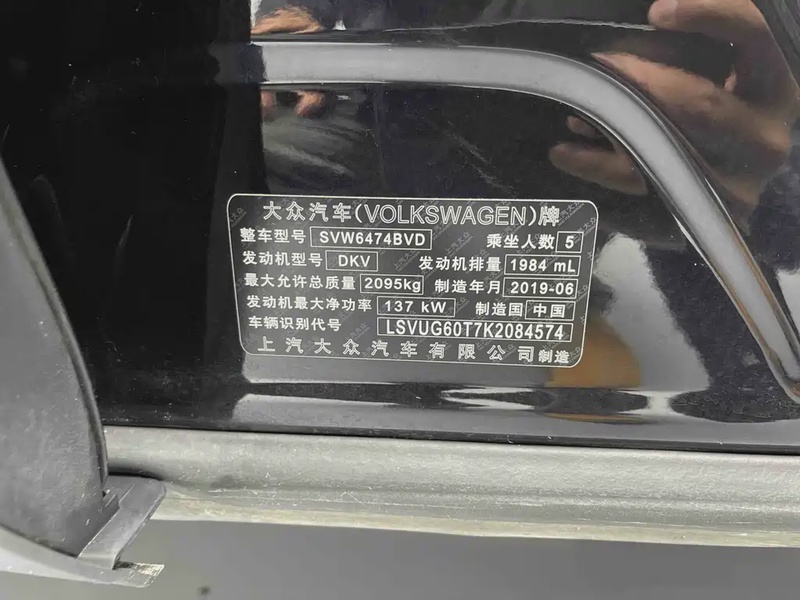 大众汽车(VOLKSWAGEN)牌
整车型号 SVW6474BVD 乘坐人数 5
发动机型号 DKV 发动机排量 1984 mL
最大允许总质量 2095kg 制造年月 2019-06
发动机最大净功率 137 kW 制造国 中国
车辆识别代号 LSVUG60T7K2084574
上汽大众汽车有限公司制造